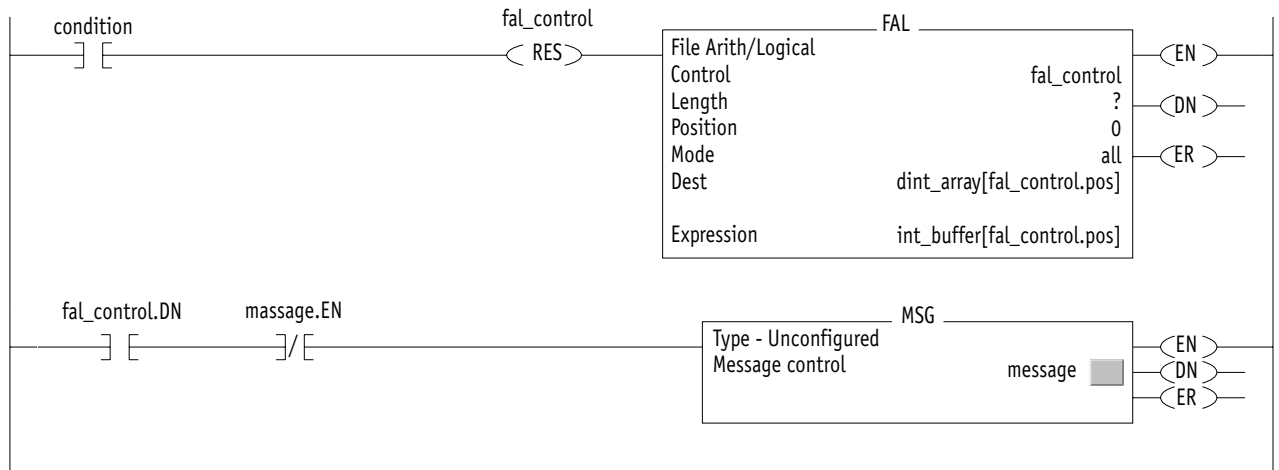 condition
fal_control
RES
FAL
File Arith/Logical
Control fal_control
Length ?
Position 0
Mode all
Dest dint_array[fal_control.pos]
Expression int_buffer[fal_control.pos]
EN
DN
ER
fal_control.DN
massage.EN
MSG
Type - Unconfigured
Message control message
EN
DN
ER